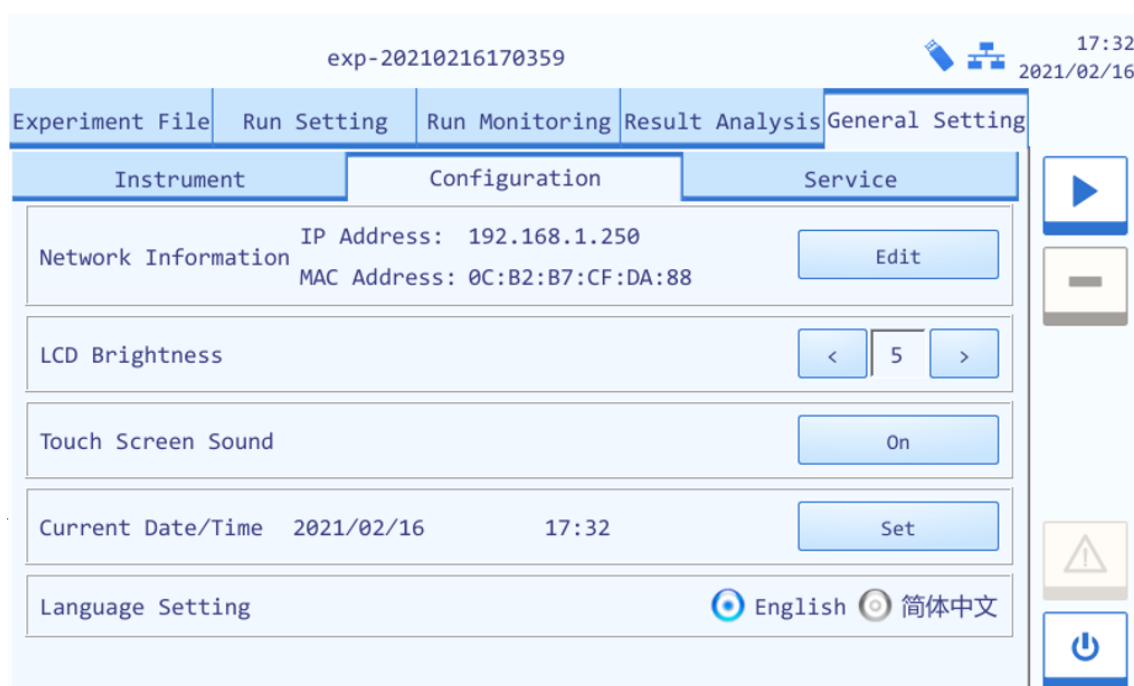 exp-20210216170359
17:32
2021/02/16
Experiment File Run Setting Run Monitoring Result Analysis General Setting
Instrument Configuration Service
Network Information
IP Address: 192.168.1.250
MAC Address: 0C:B2:B7:CF:DA:88
Edit
LCD Brightness < 5 >
Touch Screen Sound On
Current Date/Time 2021/02/16 17:32 Set
Language Setting English 简体中文